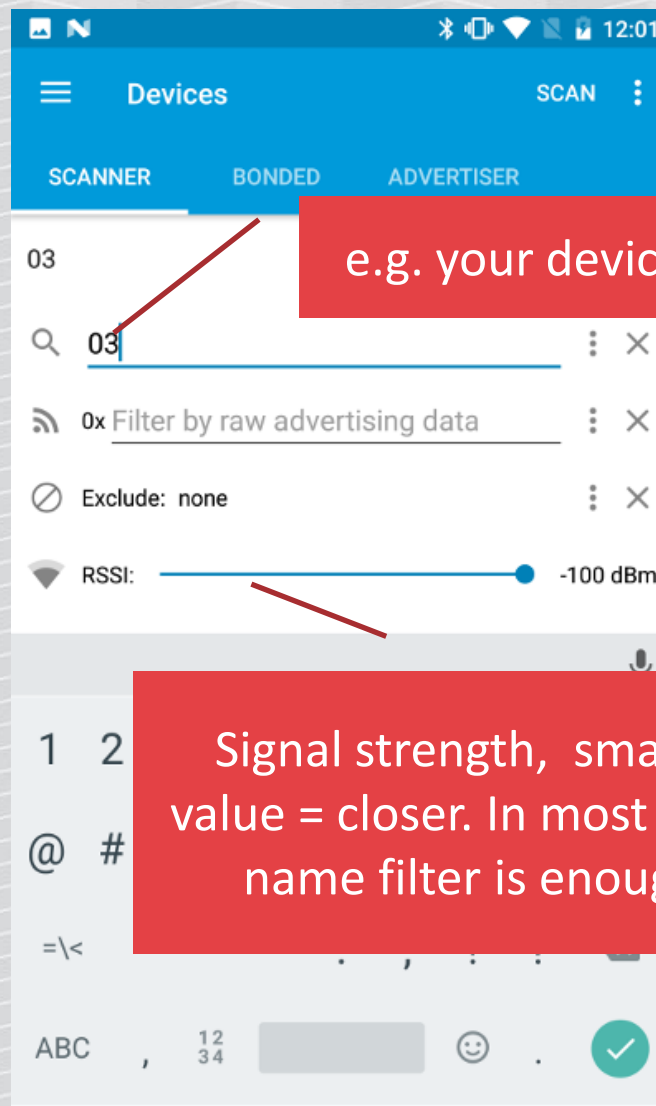 12:01
Devices SCAN
SCANNER BONDED ADVERTISER
03
e.g. your devic
03
0x Filter by raw advertising data
Exclude: none
RSSI: -100 dBm
Signal strength, sma
value = closer. In most
name filter is enoug
1 2
@ #
=\<
ABC , 12 34 .